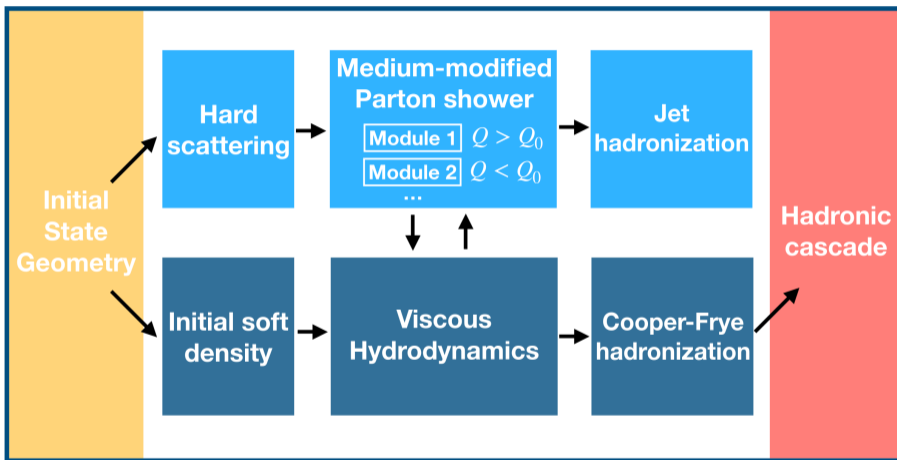 Initial
State
Geometry
Hard
scattering
Medium-modified
Parton shower
Module 1 Q > Q₀
Module 2 Q < Q₀
...
Jet
hadronization
Initial soft
density
Viscous
Hydrodynamics
Cooper-Frye
hadronization
Hadronic
cascade